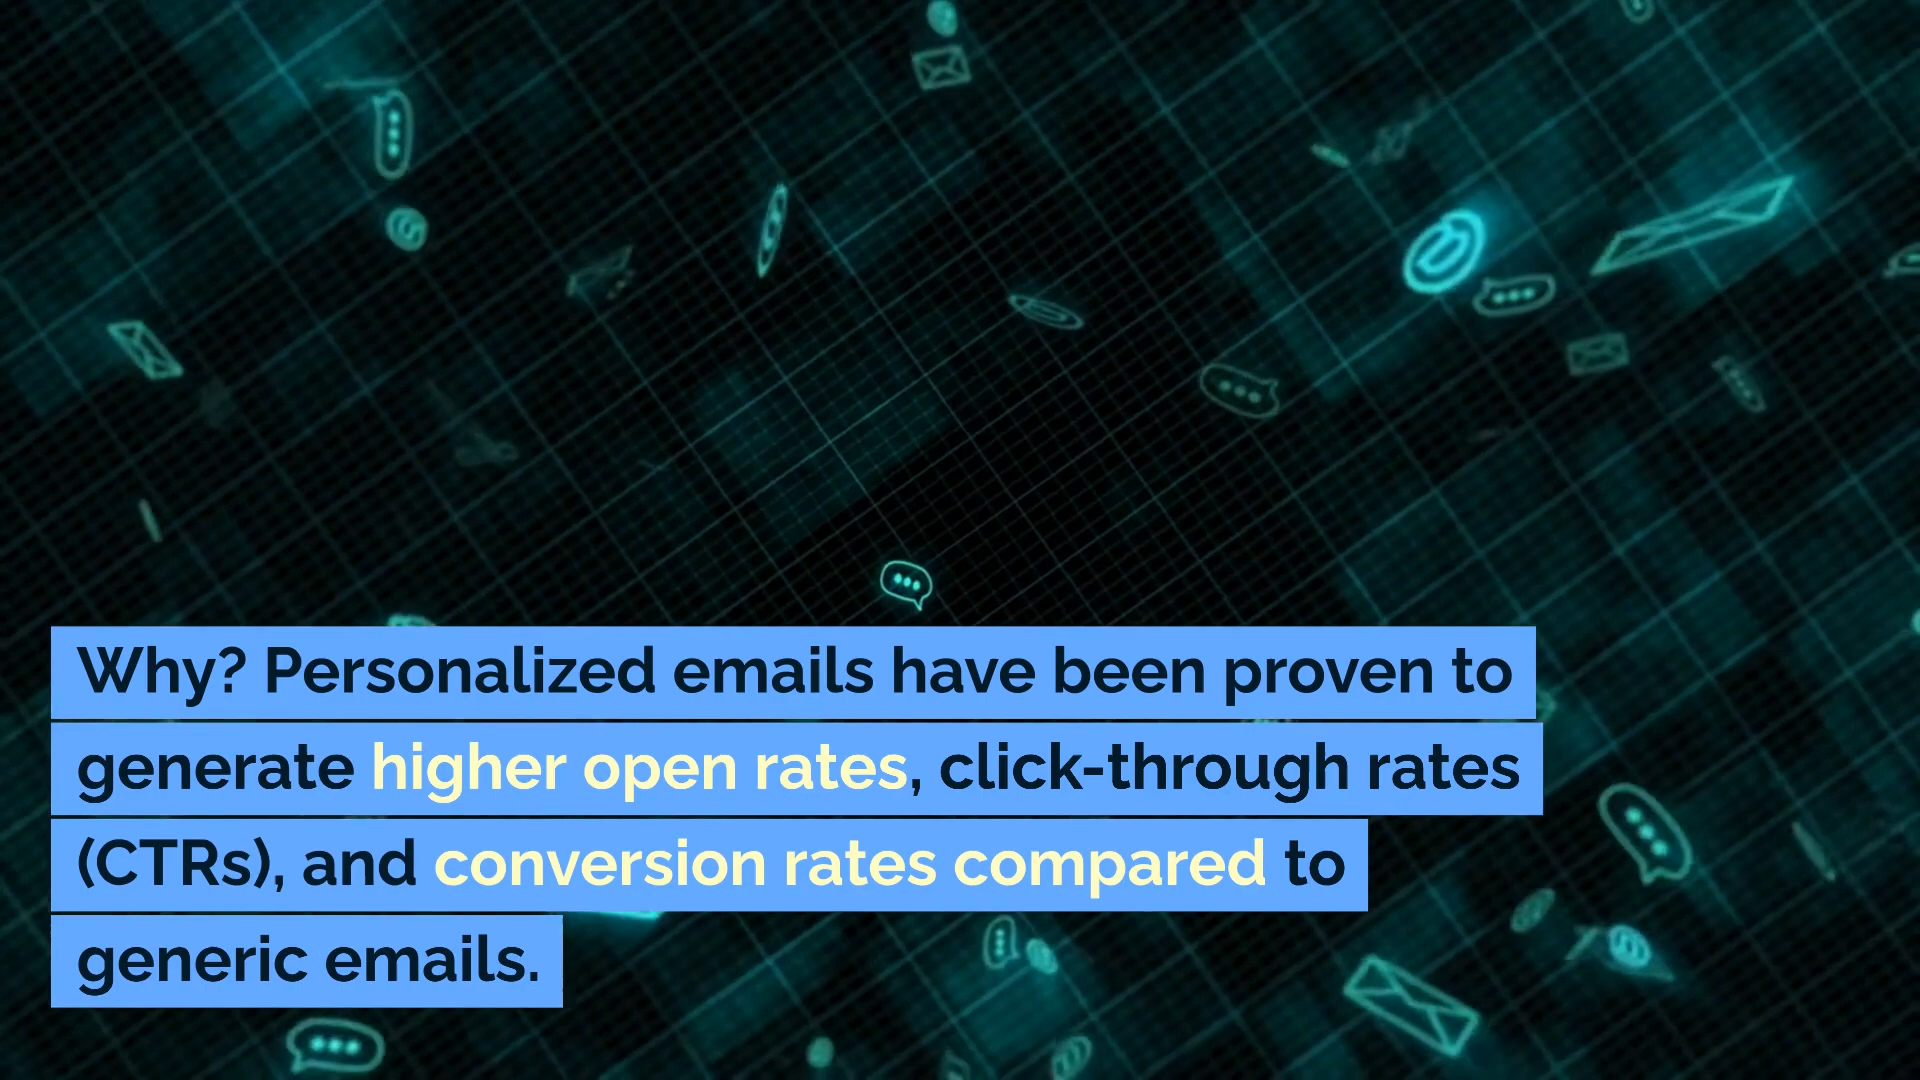 Why? Personalized emails have been proven to
generate higher open rates, click-through rates
(CTRs), and conversion rates compared to
generic emails.